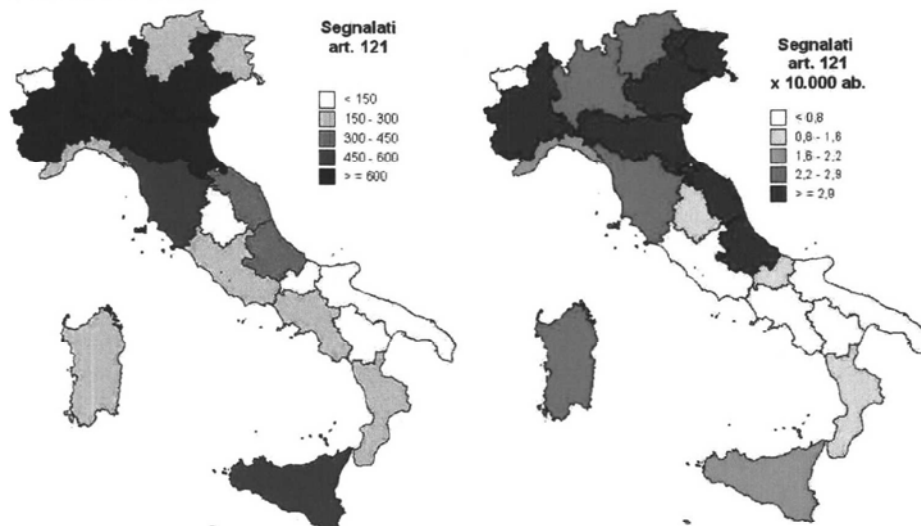 Segnalati
art. 121
< 150
150 - 300
300 - 450
450 - 600
> = 600
Segnalati
art. 121
x 10.000 ab.
< 0,8
0,8 - 1,6
1,6 - 2,2
2,2 - 2,9
> = 2,9